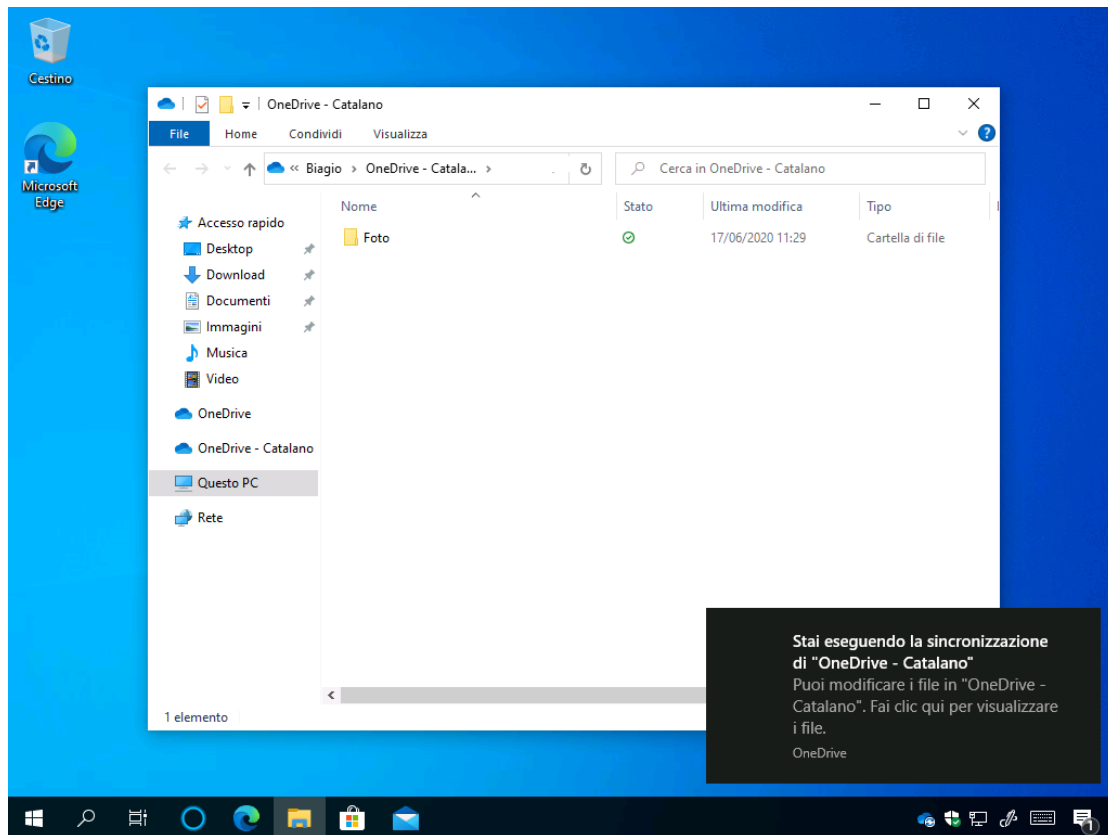 Cestino
Microsoft
Edge
OneDrive - Catalano
File Home Condividi Visualizza
« Biagio › OneDrive - Catala... ›
Cerca in OneDrive - Catalano
Nome Stato Ultima modifica Tipo
Foto 17/06/2020 11:29 Cartella di file
Accesso rapido
Desktop
Download
Documenti
Immagini
Musica
Video
OneDrive
OneDrive - Catalano
Questo PC
Rete
1 elemento
Stai eseguendo la sincronizzazione
di "OneDrive - Catalano"
Puoi modificare i file in "OneDrive -
Catalano". Fai clic qui per visualizzare
i file.
OneDrive
1